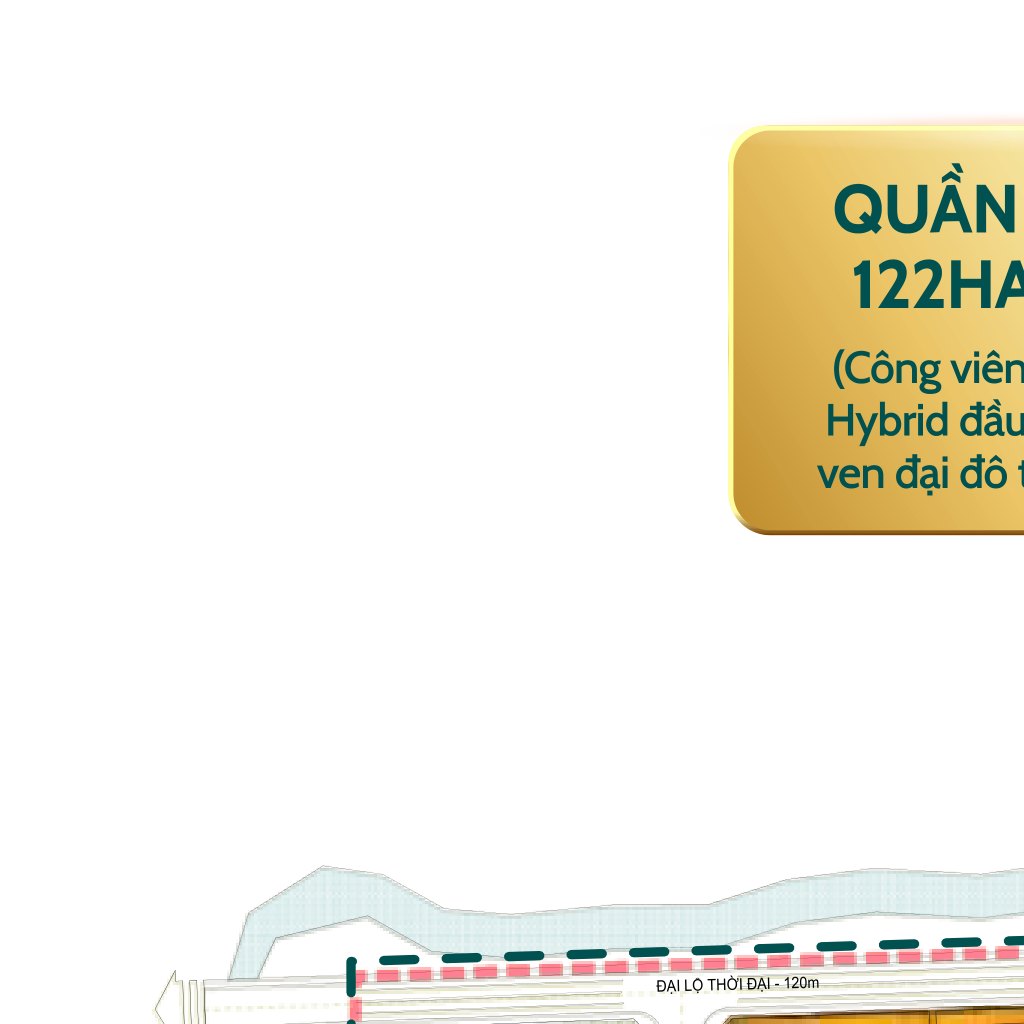 QUẦN
122HA
(Công viên
Hybrid đầu
ven đại đô
ĐẠI LỘ THỜI ĐẠI - 120m